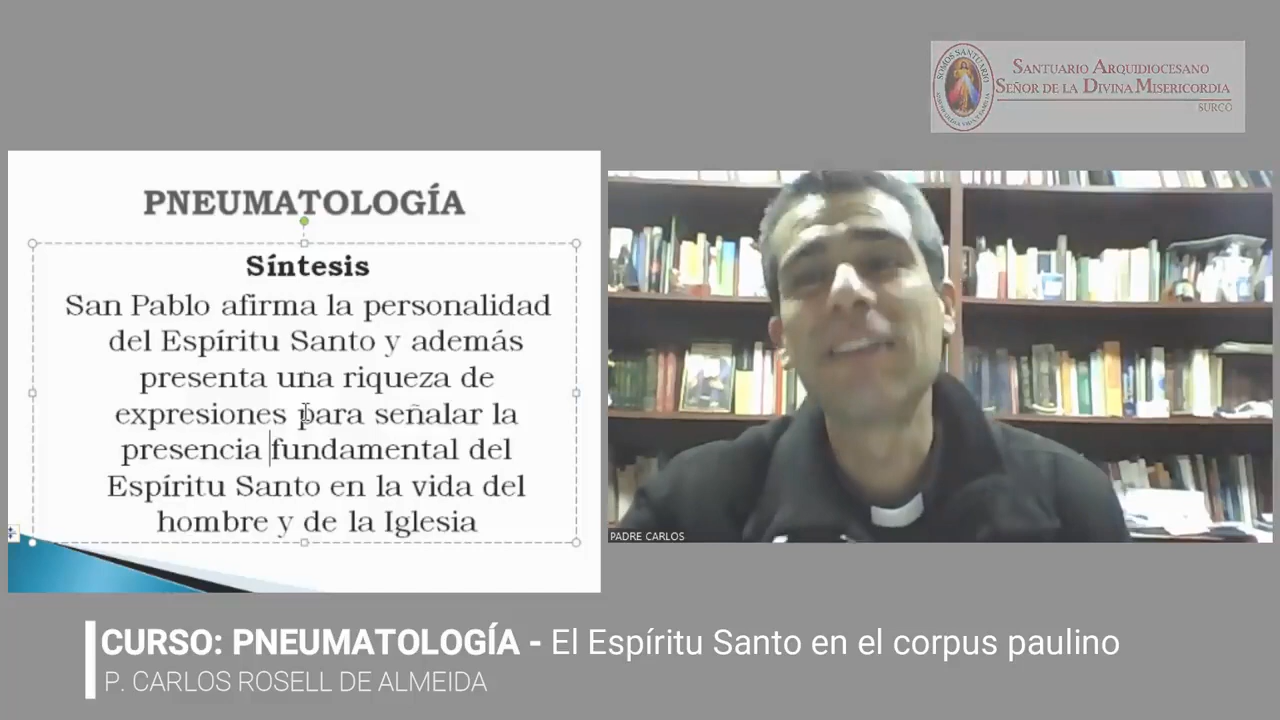 SOMOS SANTUARIO
SANTUARIO ARQUIDIOCESANO
SEÑOR DE LA DIVINA MISERICORDIA
SURCO
PNEUMATOLOGÍA
Síntesis
San Pablo afirma la personalidad
del Espíritu Santo y además
presenta una riqueza de
expresiones para señalar la
presencia fundamental del
Espíritu Santo en la vida del
hombre y de la Iglesia
PADRE CARLOS
CURSO: PNEUMATOLOGÍA - El Espíritu Santo en el corpus paulino
P. CARLOS ROSELL DE ALMEIDA